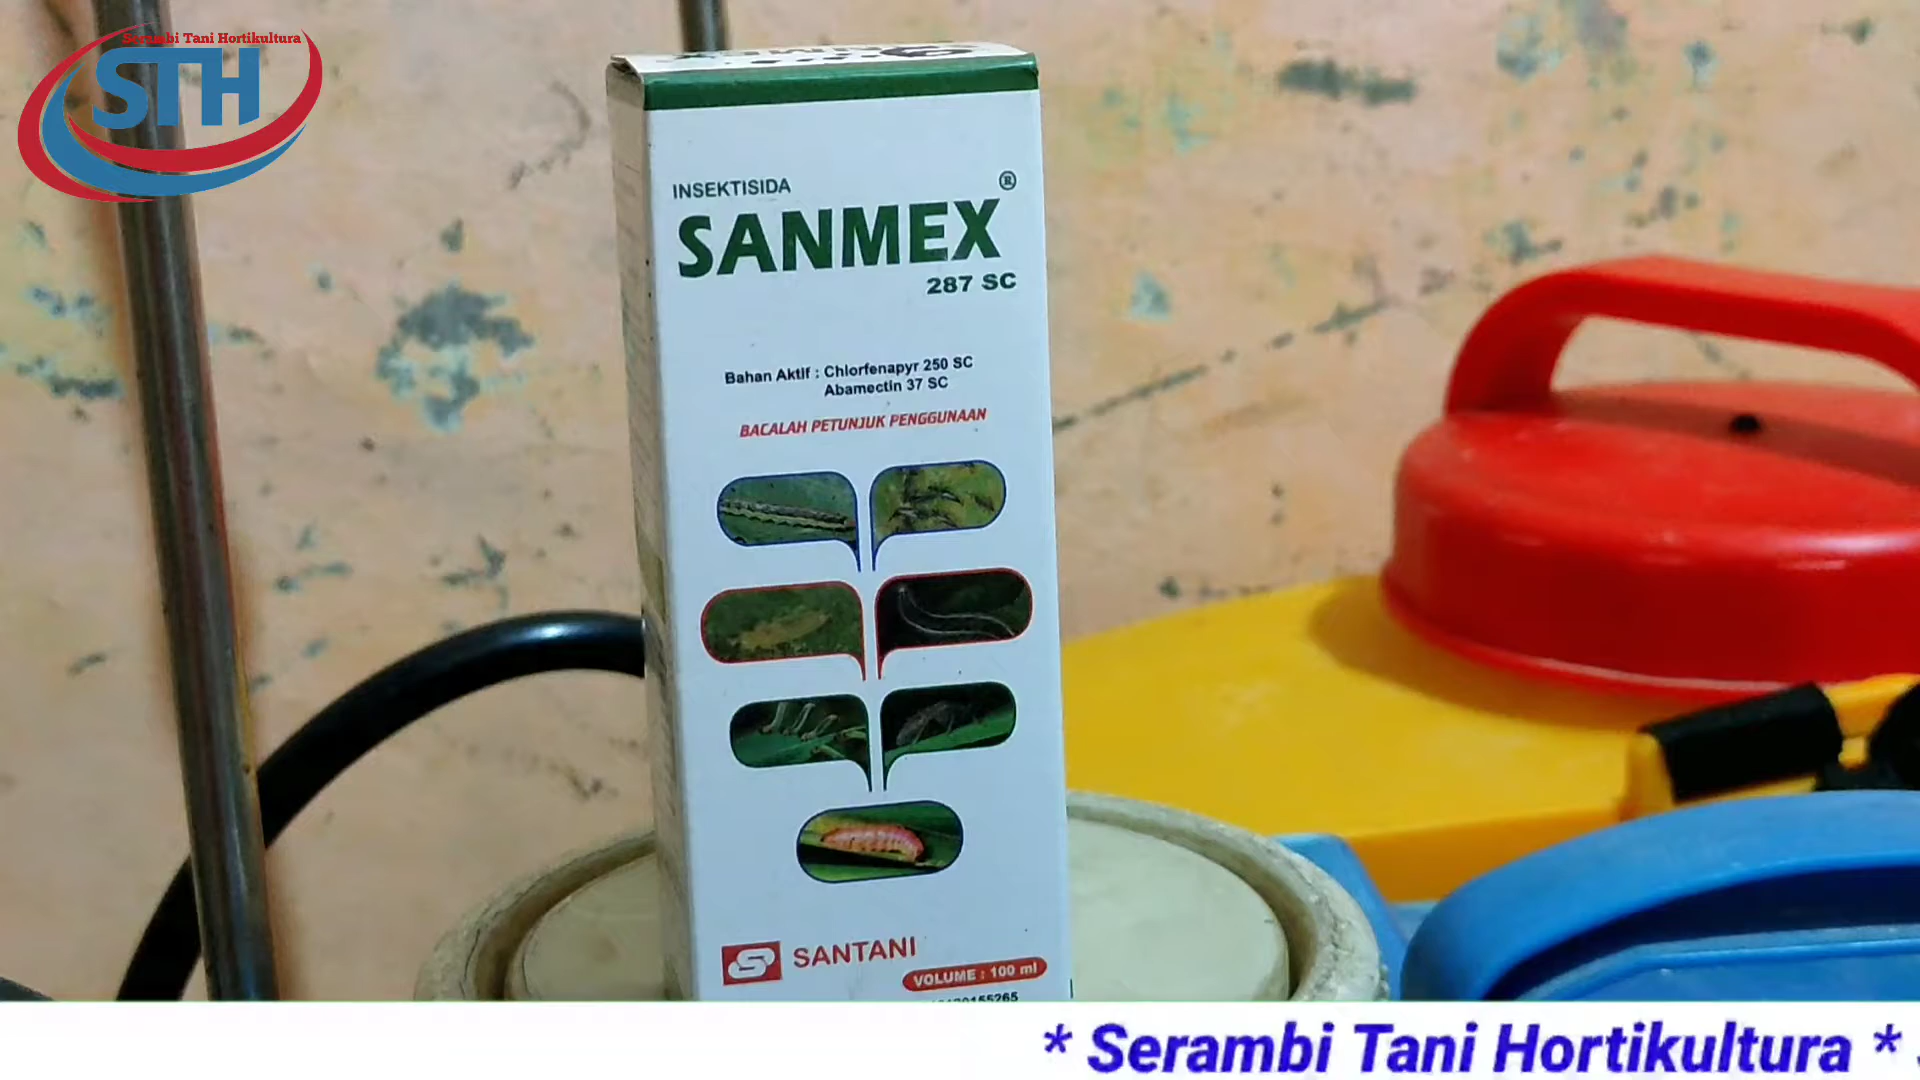 Serambi Tani Hortikultura
STH
INSEKTISIDA
SANMEX ®
287 SC
Bahan Aktif : Chlorfenapyr 250 SC
Abamectin 37 SC
BACALAH PETUNJUK PENGGUNAAN
SANTANI
VOLUME : 100 ml
* Serambi Tani Hortikultura *